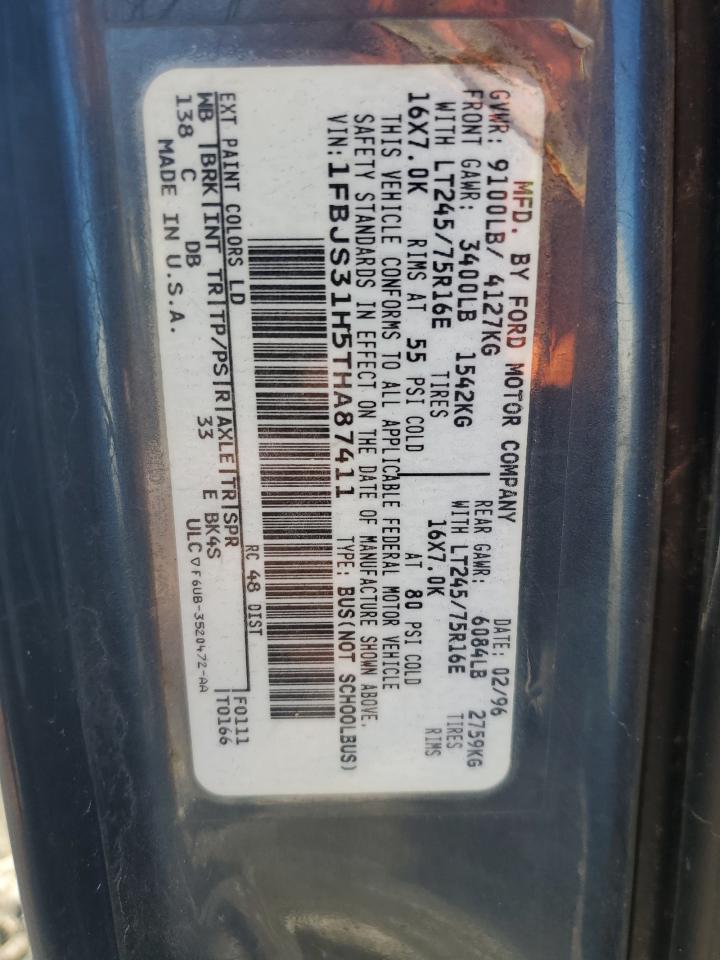 MFD. BY FORD MOTOR COMPANY
DATE: 02/96
GVWR: 9100LB/ 4127KG
FRONT GAWR: 3400LB 1542KG
REAR GAWR: 6084LB 2759KG
WITH LT245/75R16E TIRES
WITH LT245/75R16E TIRES
16X7.0K RIMS AT 55 PSI COLD
16X7.0K RIMS
AT 80 PSI COLD
THIS VEHICLE CONFORMS TO ALL APPLICABLE FEDERAL MOTOR VEHICLE
SAFETY STANDARDS IN EFFECT ON THE DATE OF MANUFACTURE SHOWN ABOVE.
VIN: 1FBJS31H5THA87411 TYPE: BUS(NOT SCHOOLBUS)
EXT PAINT COLORS LD RC 48 DIST
WB |BRK|INT TR|TP/PS|R|AXLE|TR|SPR F0111
138 C DB 33 E BK4S T0166
MADE IN U.S.A. ULC ▽ F6UB-3520472-AA